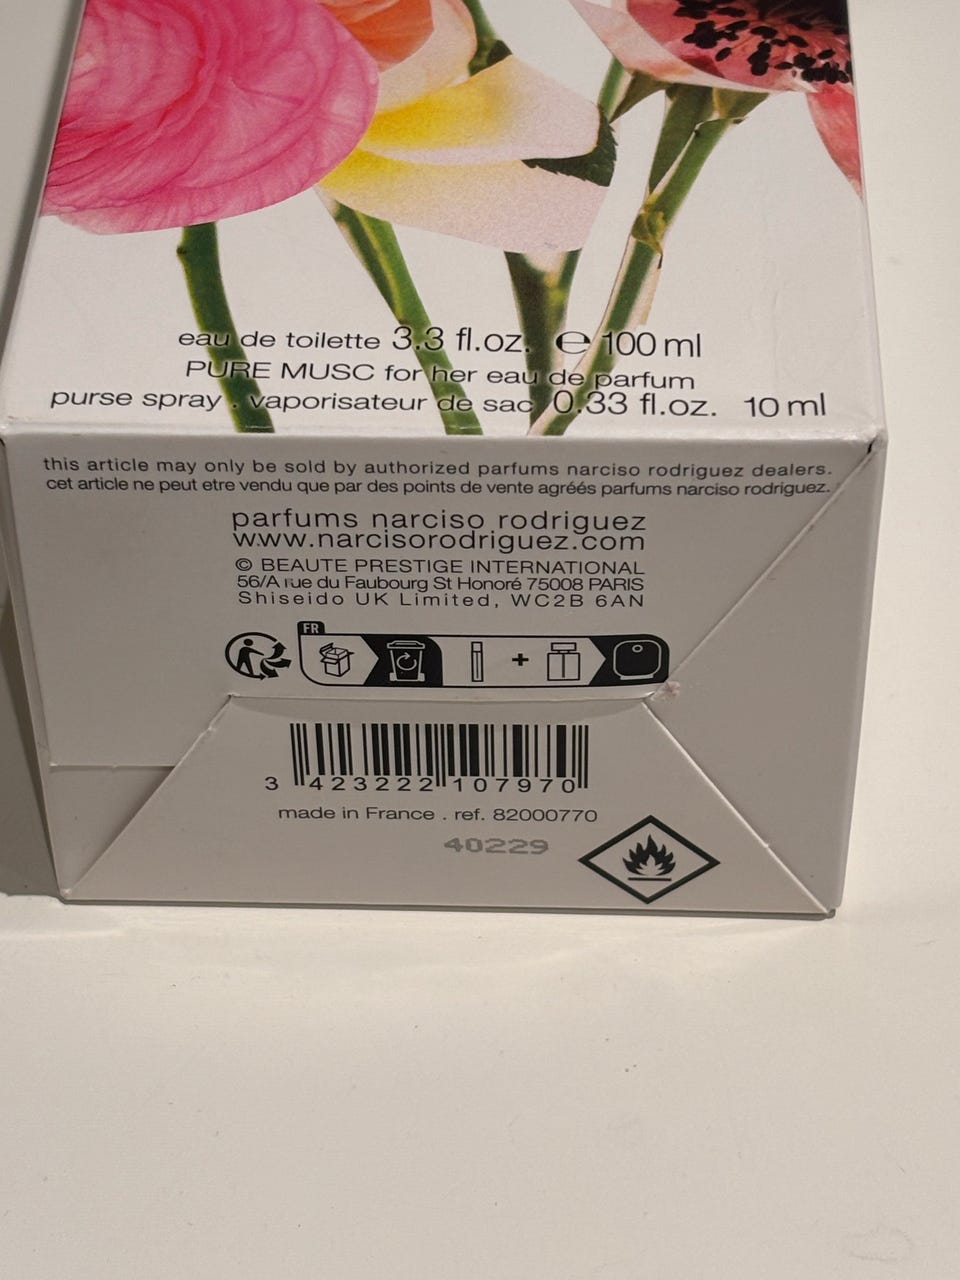 eau de toilette 3.3 fl.oz. ℮ 100 ml
PURE MUSC for her eau de parfum
purse spray . vaporisateur de sac 0.33 fl.oz. 10 ml
this article may only be sold by authorized parfums narciso rodriguez dealers.
cet article ne peut etre vendu que par des points de vente agréés parfums narciso rodriguez.
parfums narciso rodriguez
www.narcisorodriguez.com
© BEAUTE PRESTIGE INTERNATIONAL
56/A rue du Faubourg St Honoré 75008 PARIS
Shiseido UK Limited, WC2B 6AN
FR
+
3 423222 107970
made in France . ref. 82000770
40229